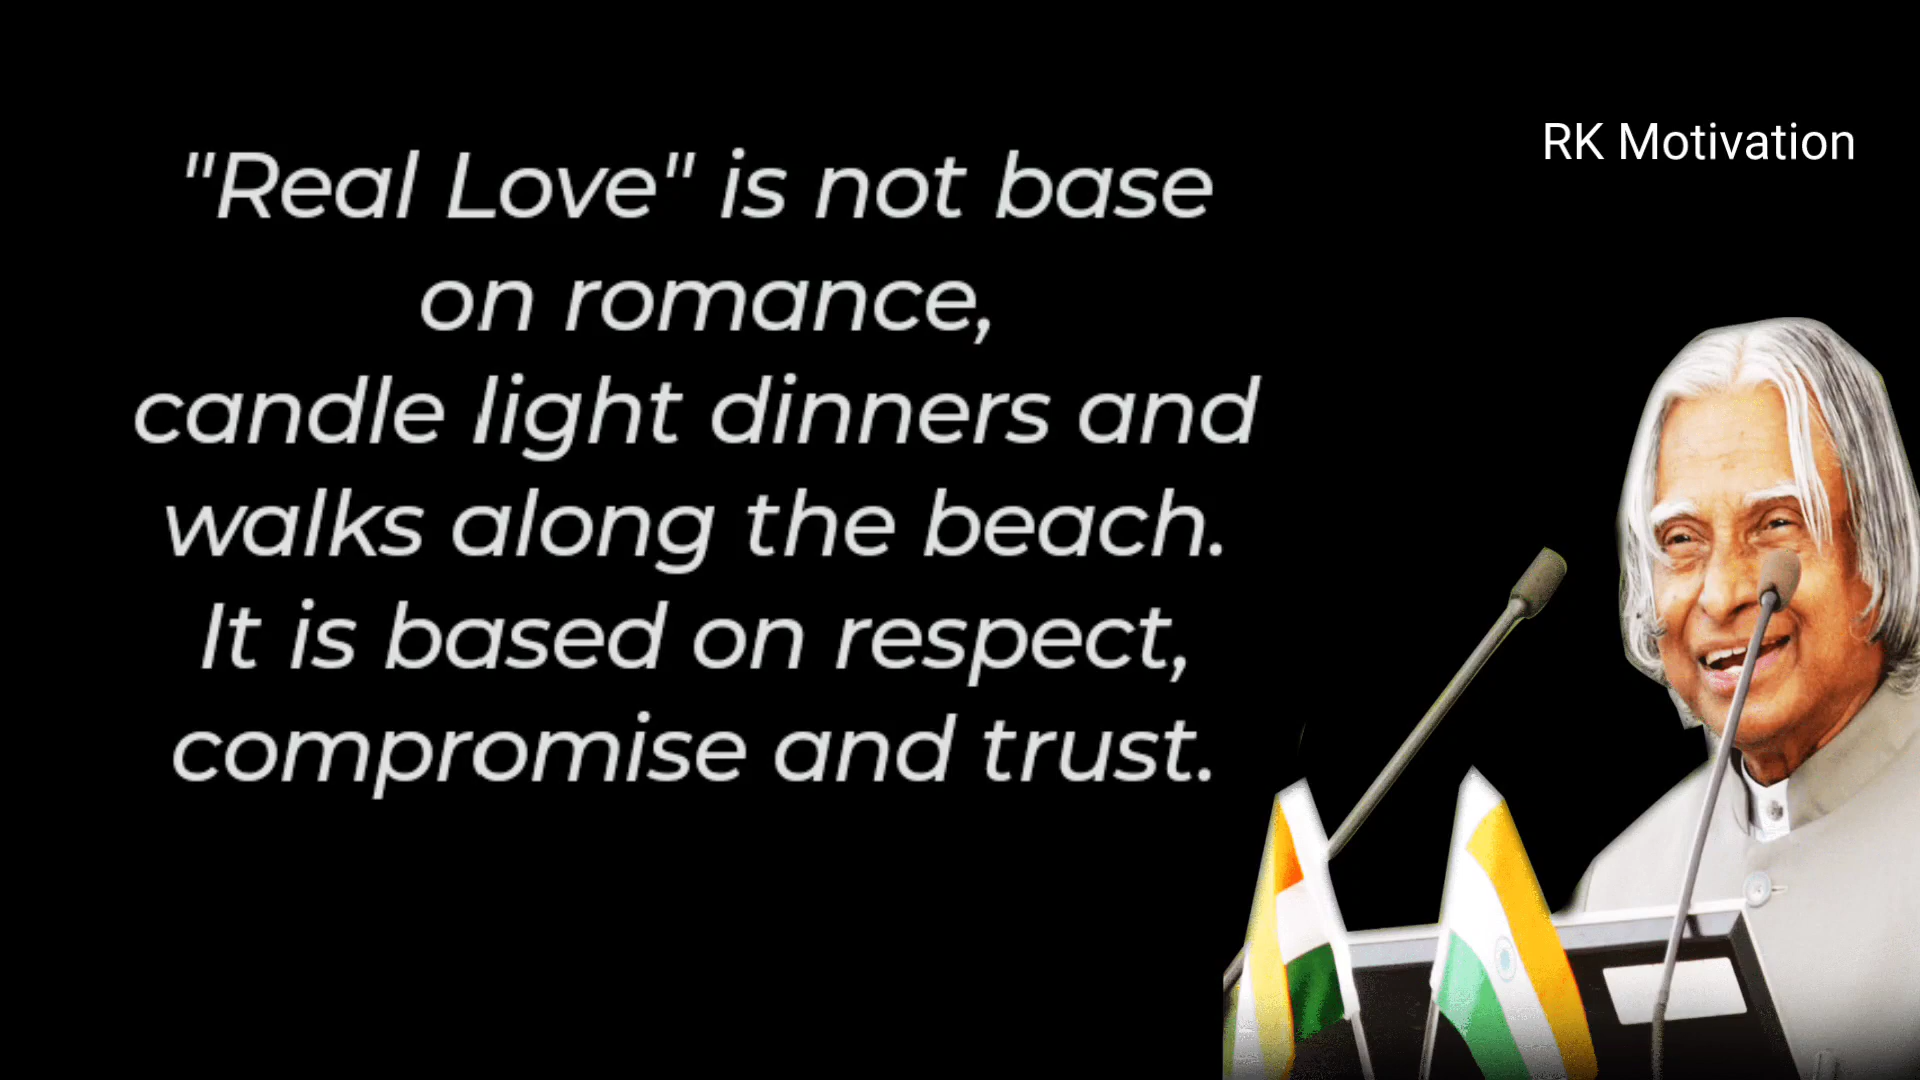 RK Motivation
"Real Love" is not base
on romance,
candle light dinners and
walks along the beach.
It is based on respect,
compromise and trust.